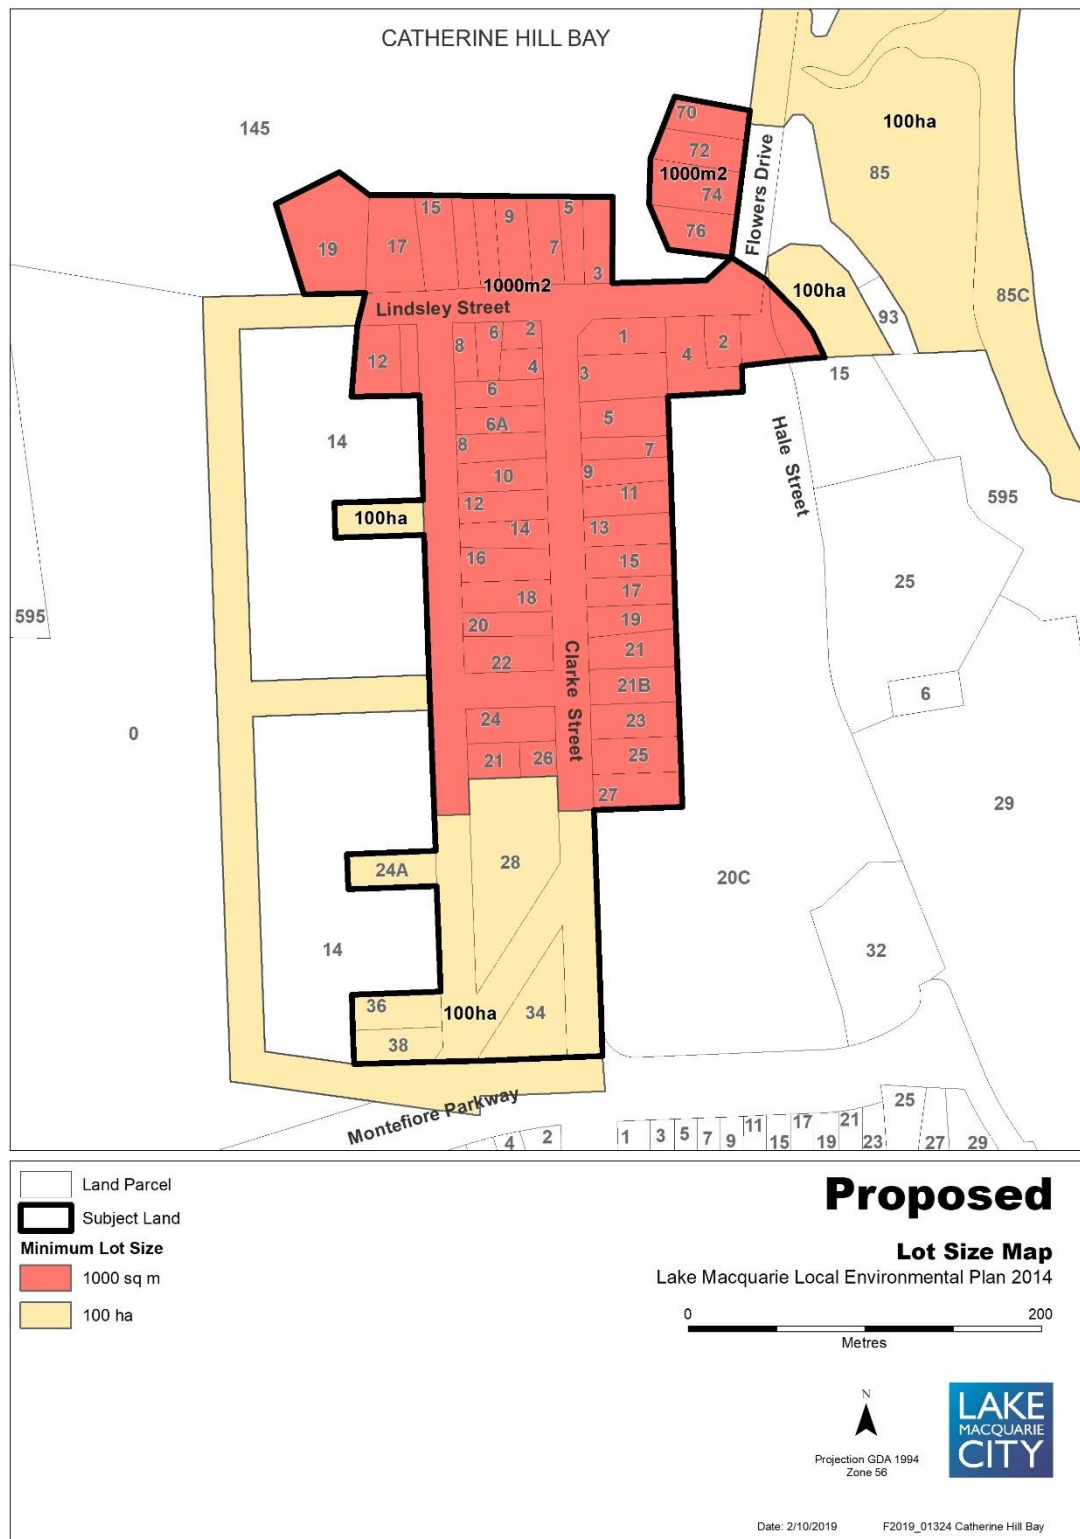 CATHERINE HILL BAY
145
70
72
1000m2
74
76
Flowers Drive
100ha
85
85C
93
100ha
19
17
15
9
5
7
3
1000m2
Lindsley Street
12
8
6
2
4
6
6A
8
10
12
14
16
18
20
22
24
21
26
1
3
4
2
5
7
9
11
13
15
17
19
21
21B
23
25
27
Clarke Street
Hale Street
15
595
25
6
29
14
100ha
595
0
28
24A
14
36
38
100ha
34
20C
32
Montefiore Parkway
4
2
1
3
5
7
9
11
15
17
19
21
23
25
27
29
Land Parcel
Subject Land
Minimum Lot Size
1000 sq m
100 ha
Proposed
Lot Size Map
Lake Macquarie Local Environmental Plan 2014
0 200
Metres
N
Projection GDA 1994
Zone 56
LAKE
MACQUARIE
CITY
Date: 2/10/2019 F2019_01324 Catherine Hill Bay